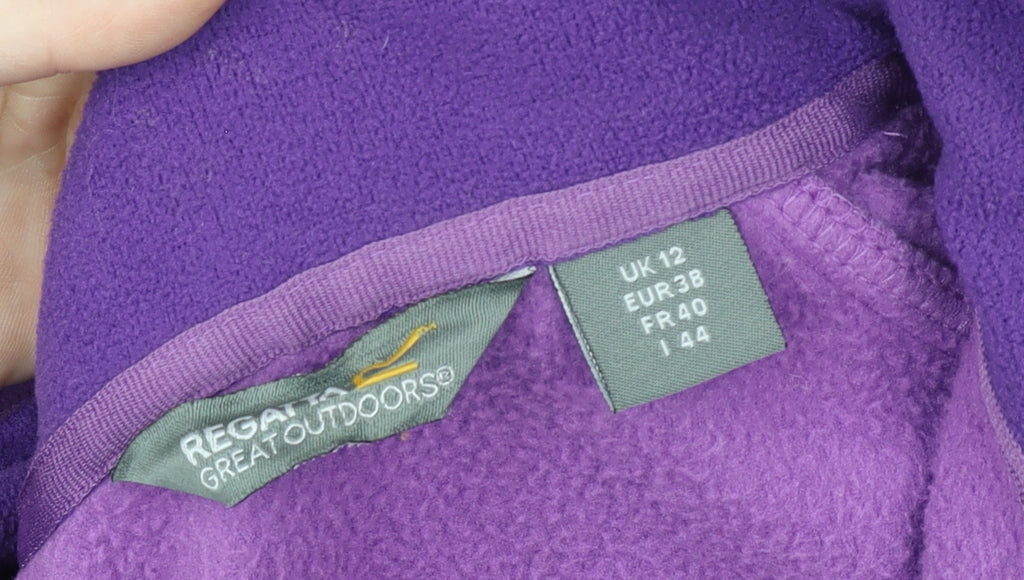 REGATTA
GREAT OUTDOORS®
UK 12
EUR 38
FR 40
I 44